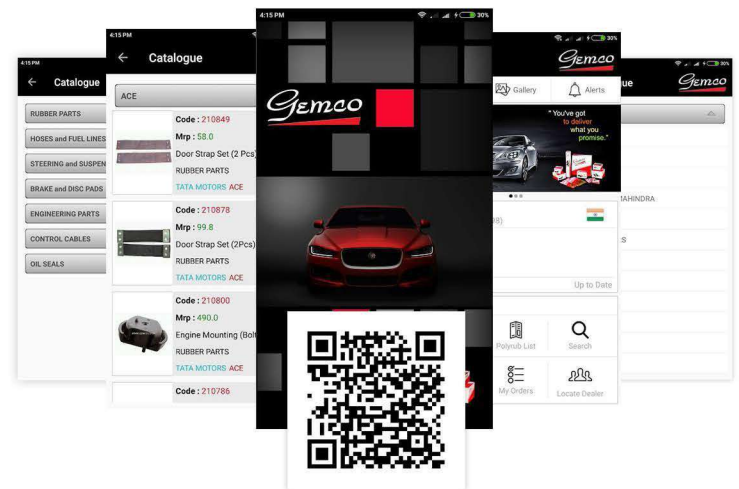 4:15 PM
Catalogue
RUBBER PARTS
HOSES and FUEL LINES
STEERING and SUSPEN
BRAKE and DISC PADS
ENGINEERING PARTS
CONTROL CABLES
OIL SEALS
4:15 PM
Catalogue
ACE
Code : 210849
Mrp : 58.0
Door Strap Set (2 Pcs)
RUBBER PARTS
TATA MOTORS ACE
Code : 210878
Mrp : 99.8
Door Strap Set (2Pcs)
RUBBER PARTS
TATA MOTORS ACE
Code : 210800
Mrp : 490.0
Engine Mounting (Bolt
RUBBER PARTS
TATA MOTORS ACE
Code : 210786
4:15 PM 30%
Gemco
30%
Gemco
Gallery Alerts
"You've got
to deliver
what you
promise."
Up to Date
Polyrub List Search
My Orders Locate Dealer
30%
ue Gemco
MAHINDRA
S